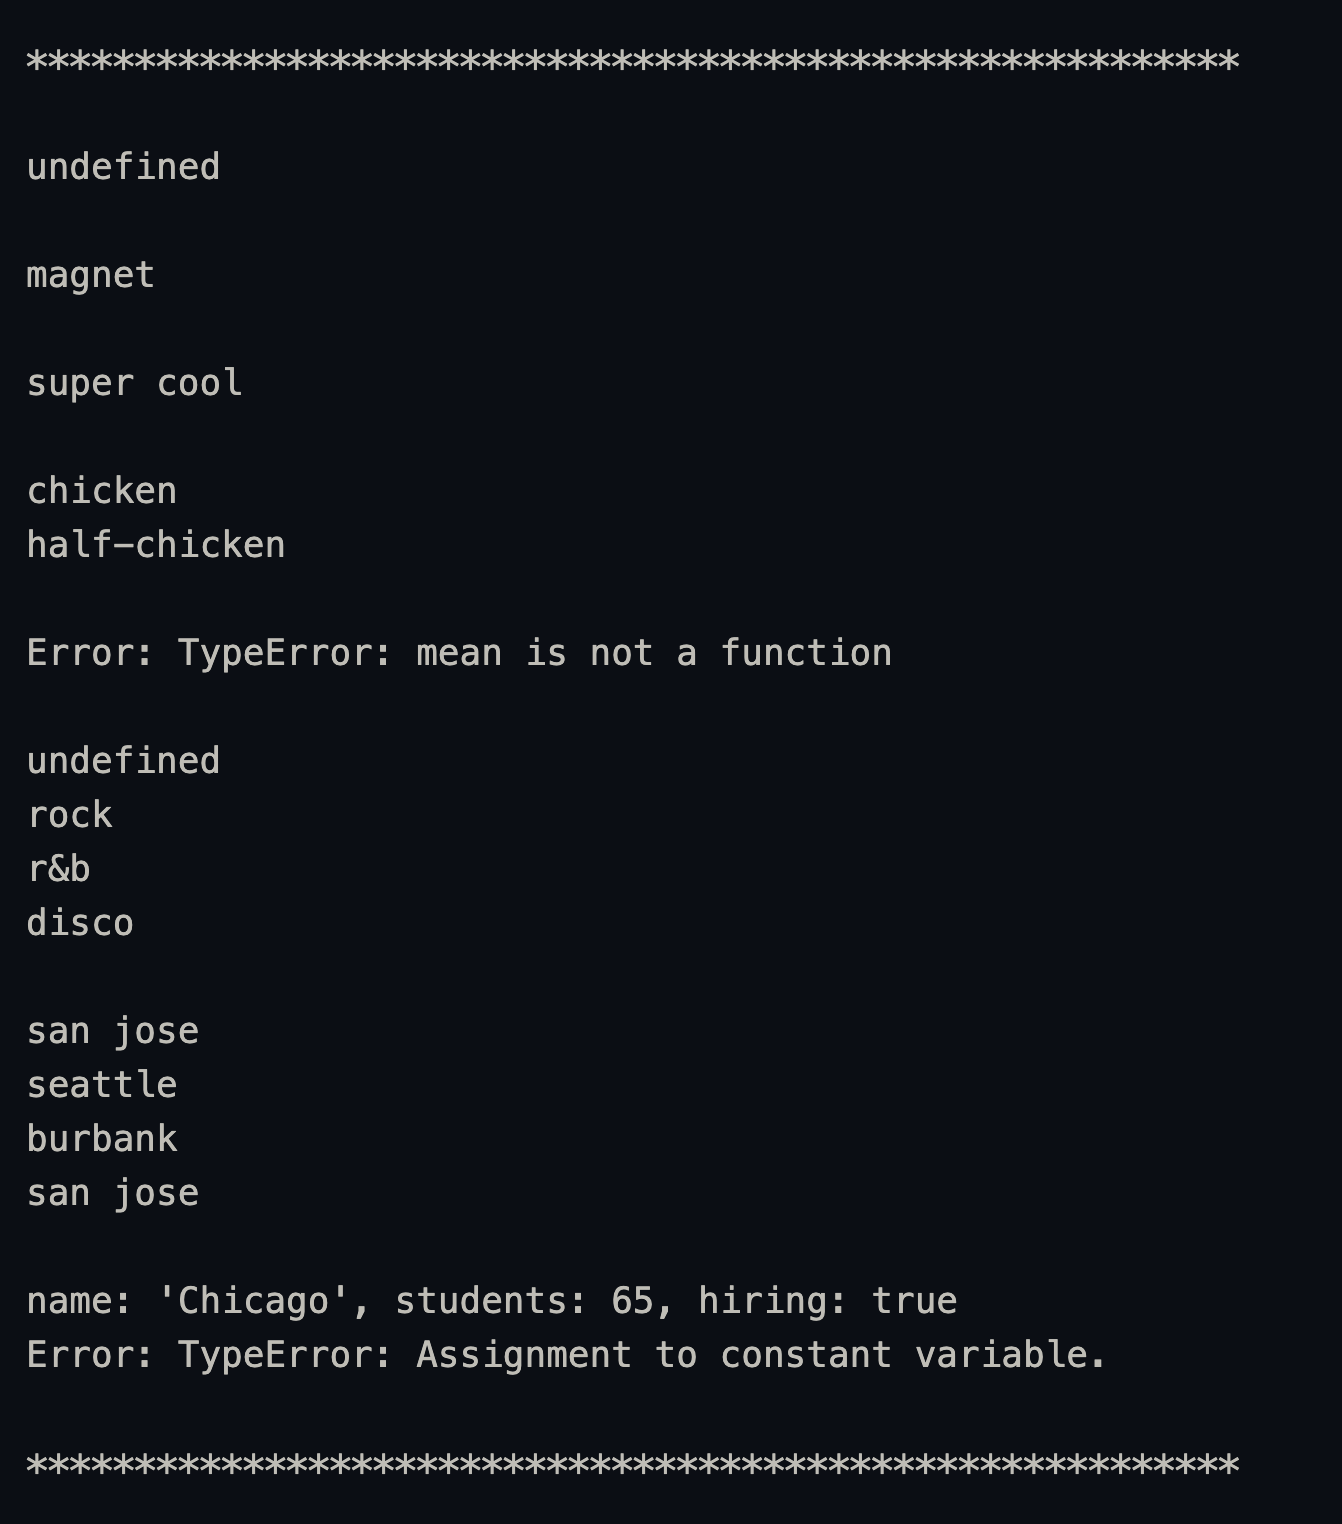 ********************************************************
undefined
magnet
super cool
chicken
half-chicken
Error: TypeError: mean is not a function
undefined
rock
r&b
disco
san jose
seattle
burbank
san jose
name: 'Chicago', students: 65, hiring: true
Error: TypeError: Assignment to constant variable.
********************************************************